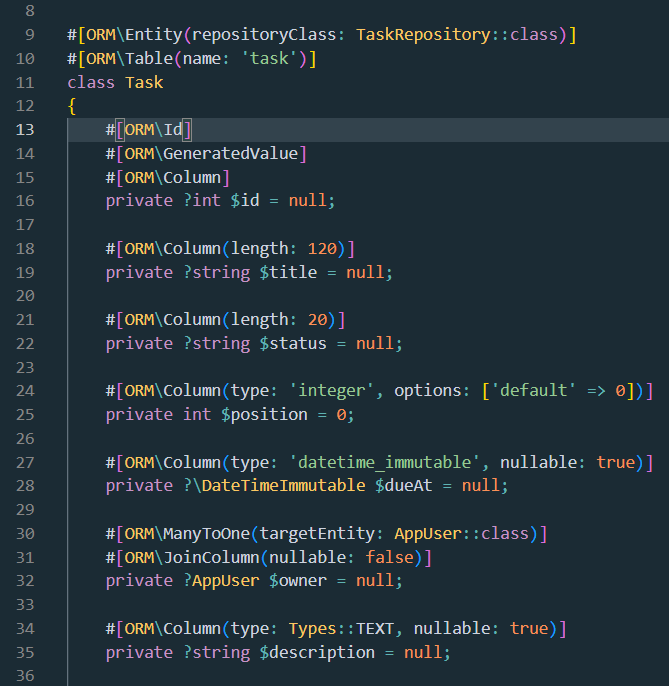 8
9 #[ORM\Entity(repositoryClass: TaskRepository::class)]
10 #[ORM\Table(name: 'task')]
11 class Task
12 {
13     #[ORM\Id]
14     #[ORM\GeneratedValue]
15     #[ORM\Column]
16     private ?int $id = null;
17
18     #[ORM\Column(length: 120)]
19     private ?string $title = null;
20
21     #[ORM\Column(length: 20)]
22     private ?string $status = null;
23
24     #[ORM\Column(type: 'integer', options: ['default' => 0])]
25     private int $position = 0;
26
27     #[ORM\Column(type: 'datetime_immutable', nullable: true)]
28     private ?\DateTimeImmutable $dueAt = null;
29
30     #[ORM\ManyToOne(targetEntity: AppUser::class)]
31     #[ORM\JoinColumn(nullable: false)]
32     private ?AppUser $owner = null;
33
34     #[ORM\Column(type: Types::TEXT, nullable: true)]
35     private ?string $description = null;
36